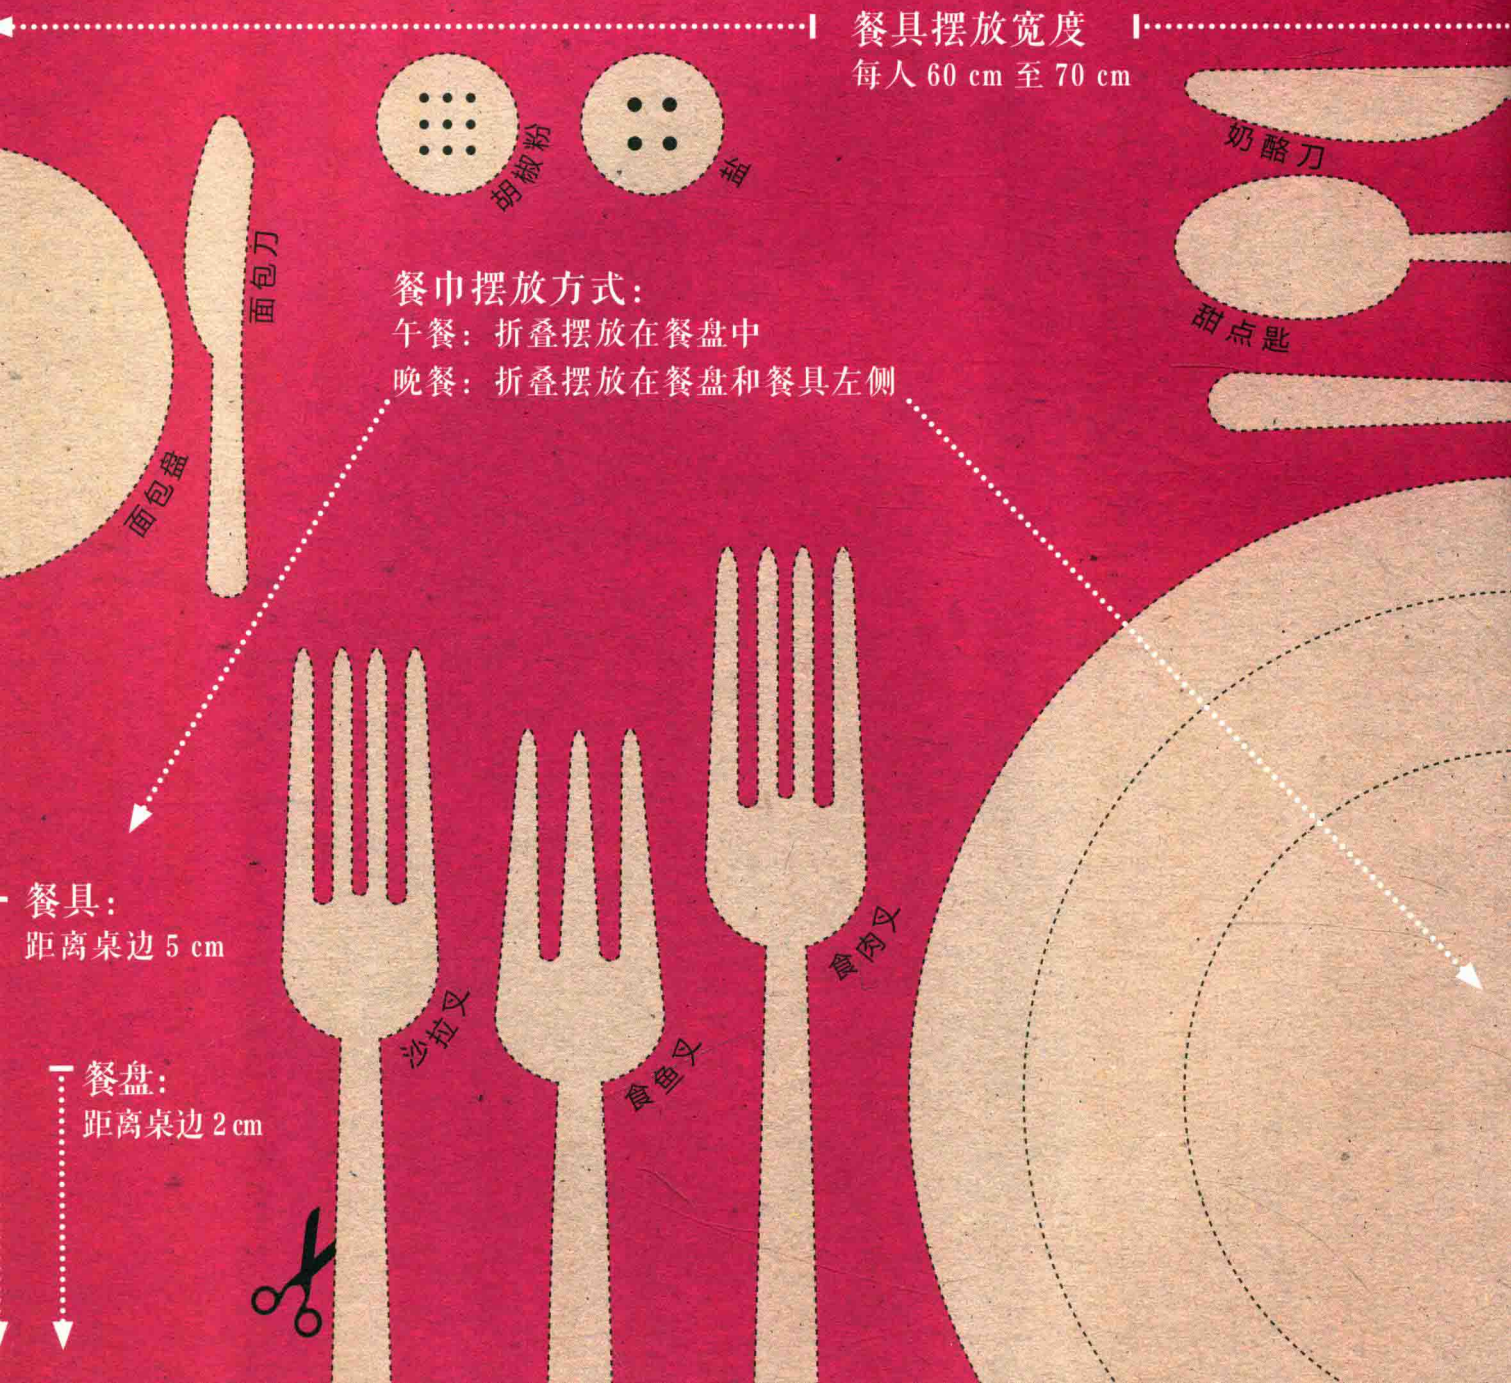 餐具摆放宽度
每人 60 cm 至 70 cm
胡椒粉
盐
奶酪刀
面包刀
甜点匙
餐巾摆放方式：
午餐：折叠摆放在餐盘中
晚餐：折叠摆放在餐盘和餐具左侧
面包盘
食肉叉
餐具：
距离桌边 5 cm
沙拉叉
食鱼叉
餐盘：
距离桌边 2 cm